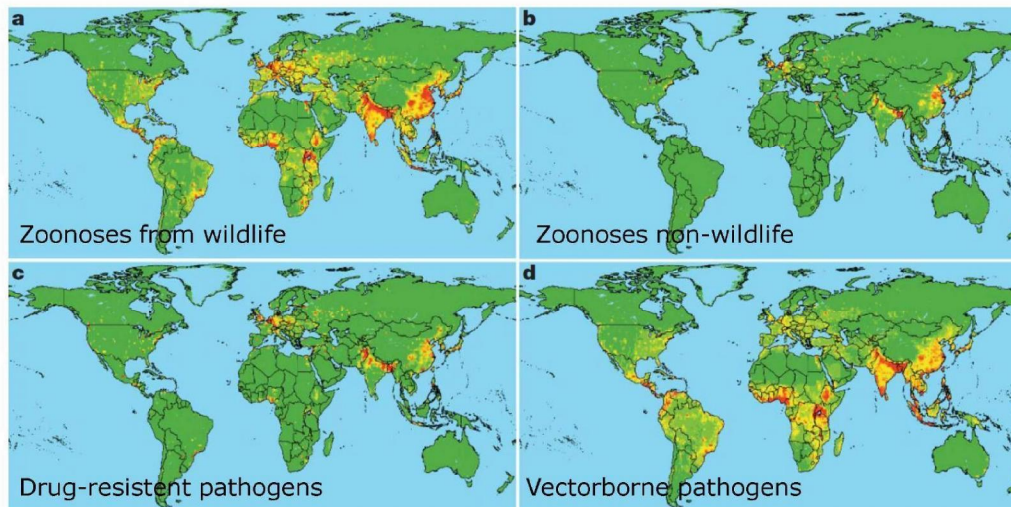 a
Zoonoses from wildlife
b
Zoonoses non-wildlife
c
Drug-resistent pathogens
d
Vectorborne pathogens